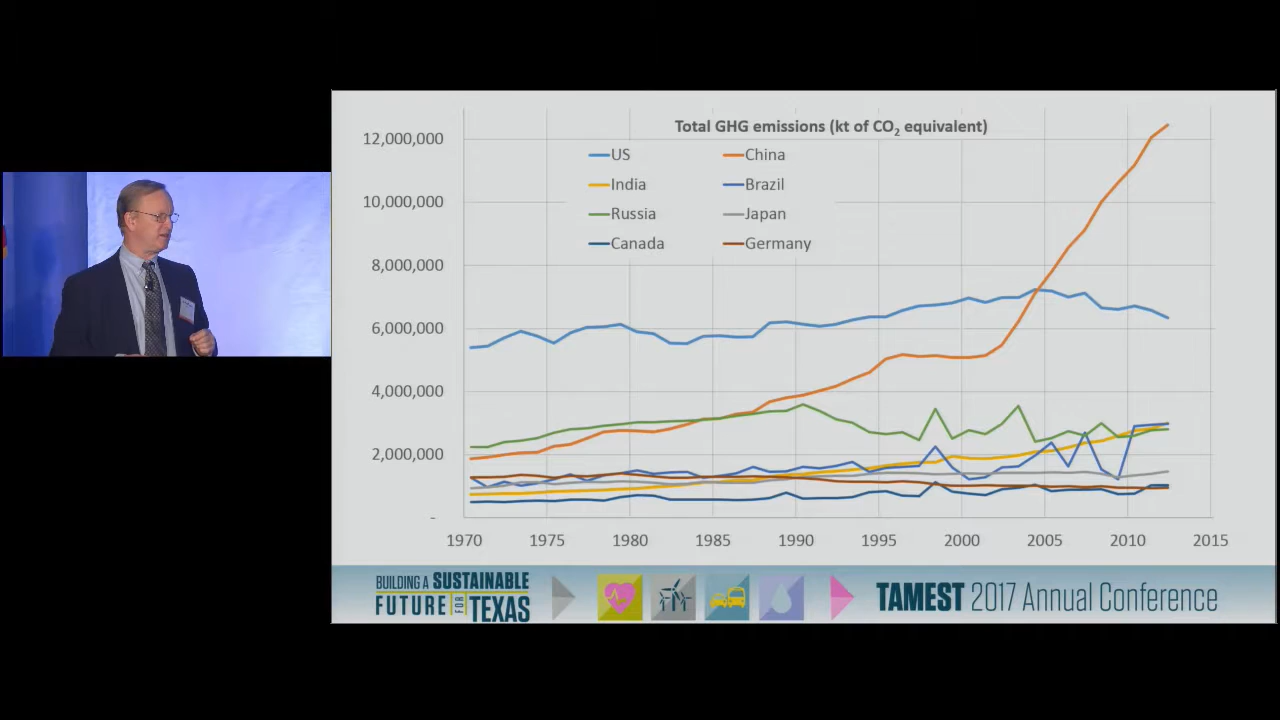 Total GHG emissions (kt of CO₂ equivalent)
US
China
India
Brazil
Russia
Japan
Canada
Germany
12,000,000
10,000,000
8,000,000
6,000,000
4,000,000
2,000,000
-
1970 1975 1980 1985 1990 1995 2000 2005 2010 2015
BUILDING A SUSTAINABLE
FUTURE FOR TEXAS
TAMEST 2017 Annual Conference